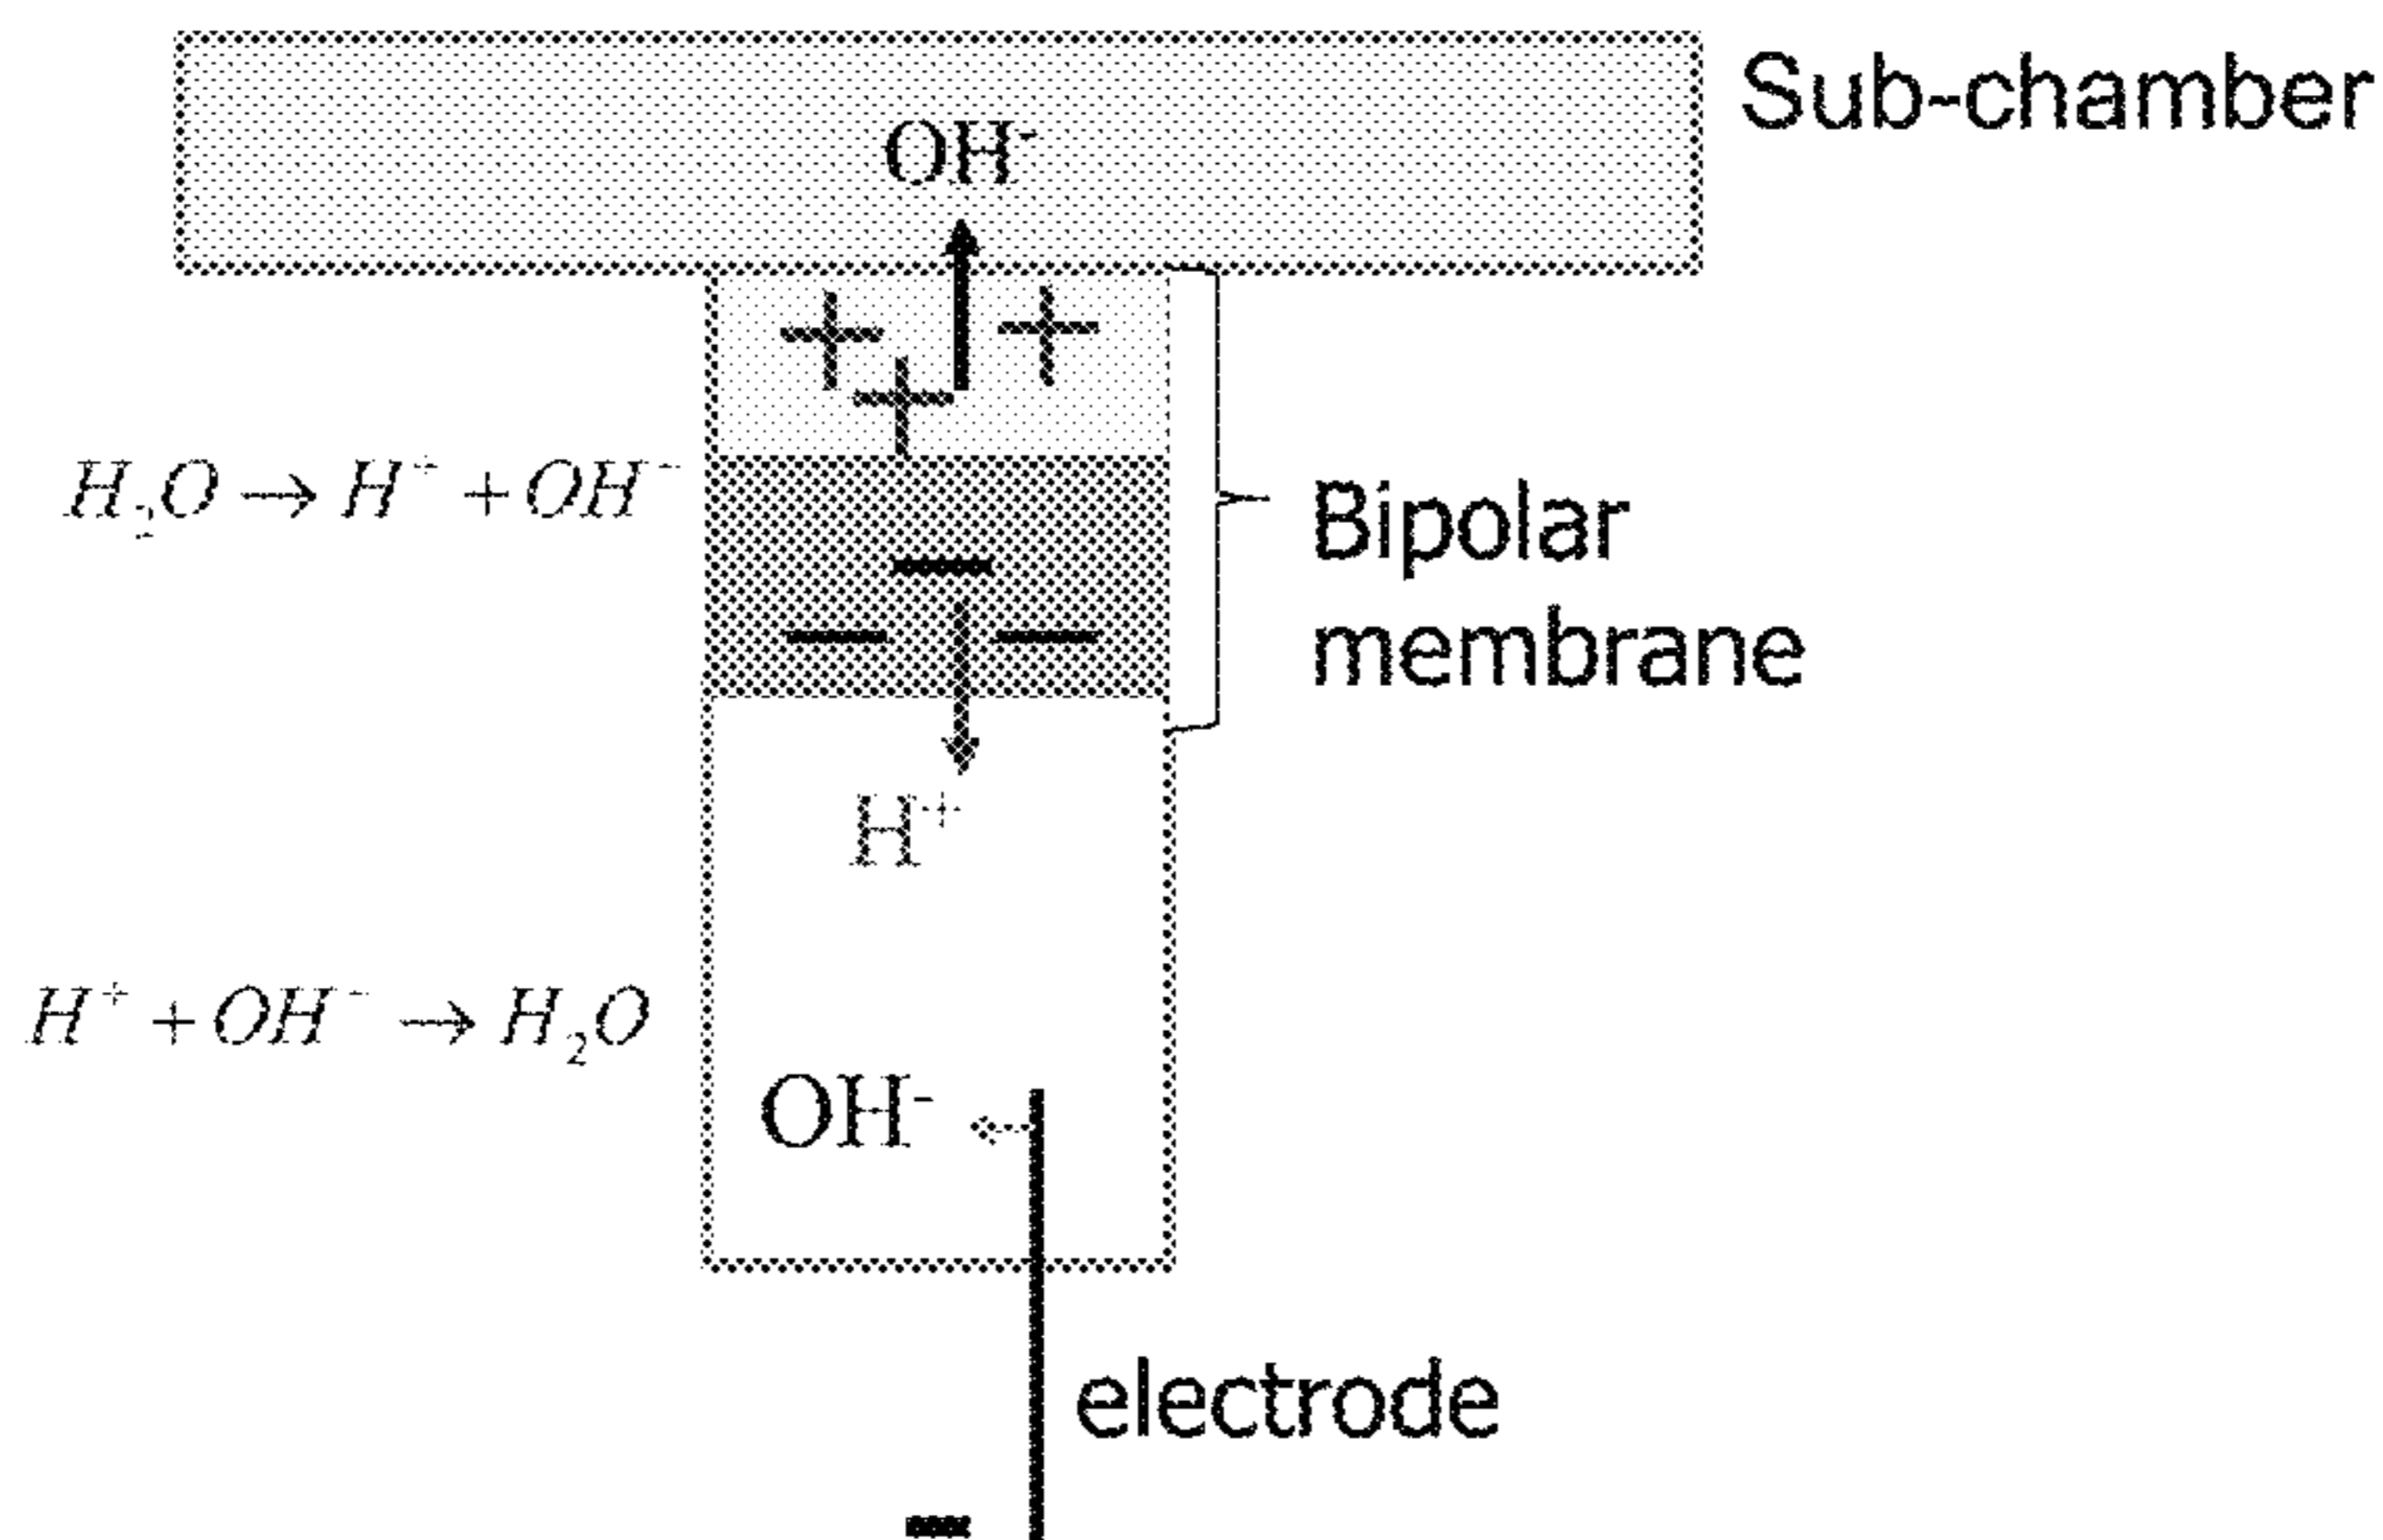 Sub-chamber
OH⁻
+ + +
H₂O → H⁺ + OH⁻
Bipolar
membrane
− − −
H⁺
H⁺ + OH⁻ → H₂O
OH⁻
electrode
−